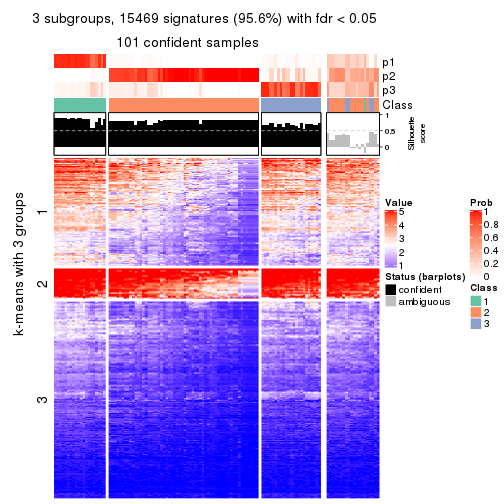 3 subgroups, 15469 signatures (95.6%) with fdr < 0.05
101 confident samples
p1
p2
p3
Class
1
0.5
0
Silhouette
score
k-means with 3 groups
1
2
3
Value
5
4
3
2
1
Status (barplots)
confident
ambiguous
Prob
1
0.8
0.6
0.4
0.2
0
Class
1
2
3